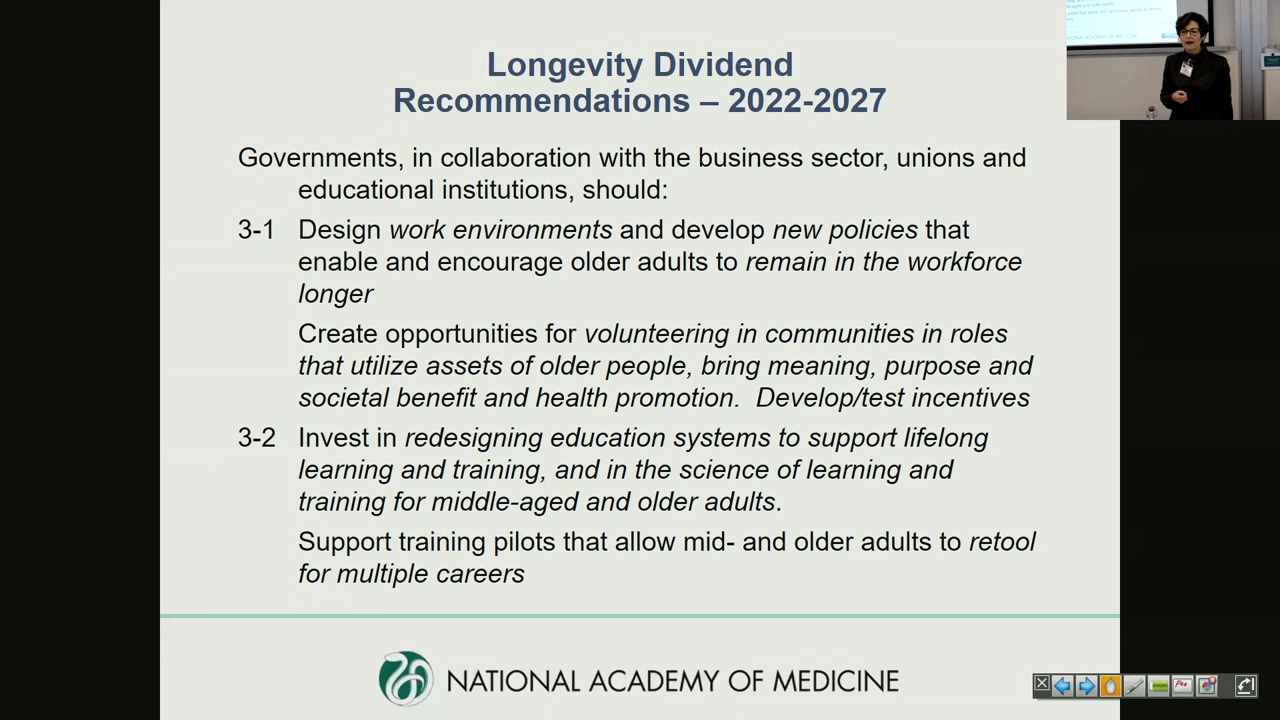 Longevity Dividend
Recommendations – 2022-2027
Governments, in collaboration with the business sector, unions and
educational institutions, should:
3-1 Design work environments and develop new policies that
enable and encourage older adults to remain in the workforce
longer
Create opportunities for volunteering in communities in roles
that utilize assets of older people, bring meaning, purpose and
societal benefit and health promotion. Develop/test incentives
3-2 Invest in redesigning education systems to support lifelong
learning and training, and in the science of learning and
training for middle-aged and older adults.
Support training pilots that allow mid- and older adults to retool
for multiple careers
NATIONAL ACADEMY OF MEDICINE